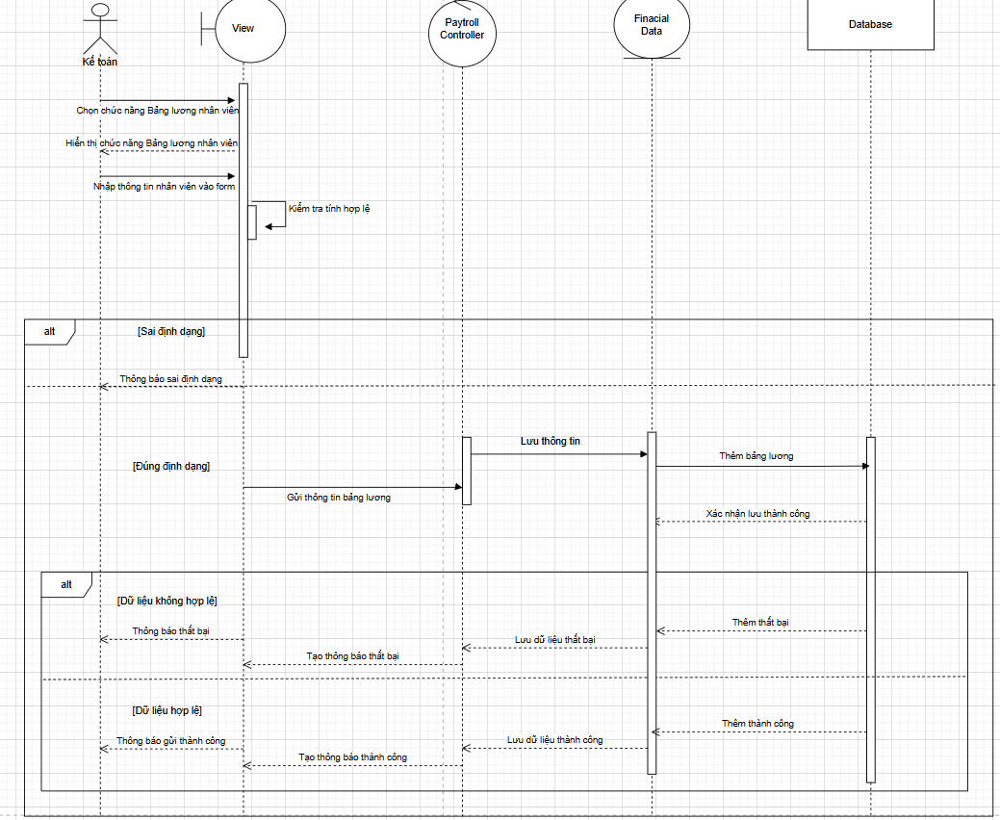 View
Paytroll
Controller
Finacial
Data
Database
Kế toán
Chọn chức năng Bảng lương nhân viên
Hiển thị chức năng Bảng lương nhân viên
Nhập thông tin nhân viên vào form
Kiểm tra tính hợp lệ
alt
[Sai định dạng]
Thông báo sai định dạng
Lưu thông tin
Thêm bảng lương
[Đúng định dạng]
Gửi thông tin bảng lương
Xác nhận lưu thành công
alt
[Dữ liệu không hợp lệ]
Thêm thất bại
Thông báo thất bại
Lưu dữ liệu thất bại
Tạo thông báo thất bại
[Dữ liệu hợp lệ]
Thêm thành công
Thông báo gửi thành công
Lưu dữ liệu thành công
Tạo thông báo thành công